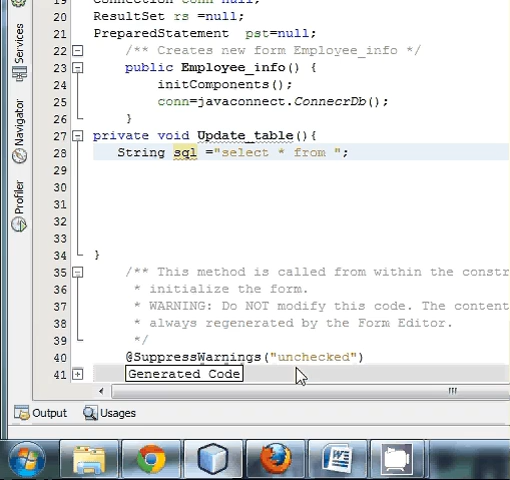 Services
Navigator
Profiler
19 Connection conn=null;
20 ResultSet rs =null;
21 PreparedStatement  pst=null;
22 /** Creates new form Employee_info */
23 public Employee_info() {
24 initComponents();
25 conn=javaconnect.ConnecrDb();
26 }
27 private void Update_table(){
28 String sql ="select * from ";
29
30
31
32
33
34 }
35 /** This method is called from within the constr
36 * initialize the form.
37 * WARNING: Do NOT modify this code. The content
38 * always regenerated by the Form Editor.
39 */
40 @SuppressWarnings("unchecked")
41 Generated Code
Output Usages